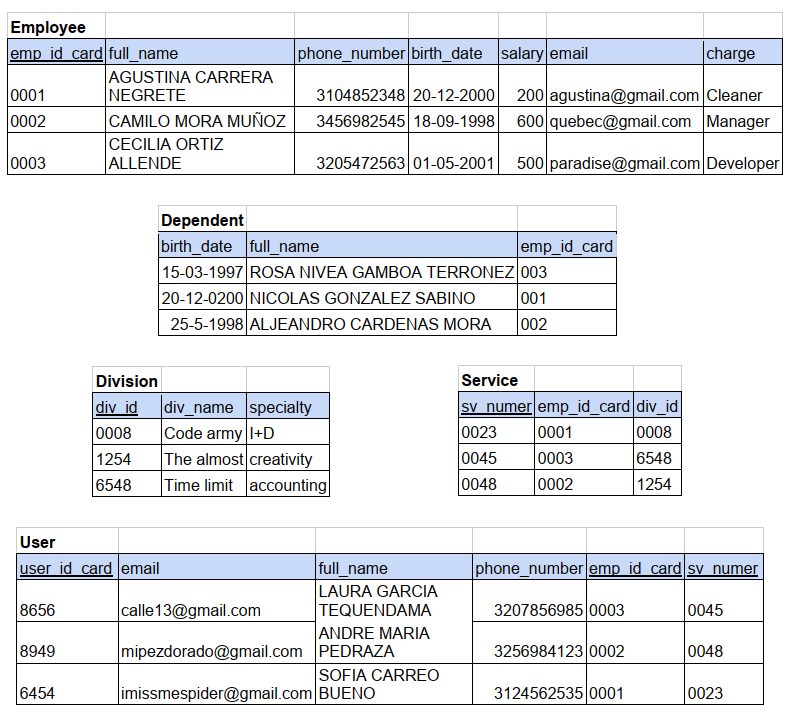 Employee
emp_id_card full_name phone_number birth_date salary email charge
0001 AGUSTINA CARRERA NEGRETE 3104852348 20-12-2000 200 agustina@gmail.com Cleaner
0002 CAMILO MORA MUÑOZ 3456982545 18-09-1998 600 quebec@gmail.com Manager
0003 CECILIA ORTIZ ALLENDE 3205472563 01-05-2001 500 paradise@gmail.com Developer
Dependent
birth_date full_name emp_id_card
15-03-1997 ROSA NIVEA GAMBOA TERRONEZ 003
20-12-0200 NICOLAS GONZALEZ SABINO 001
25-5-1998 ALJEANDRO CARDENAS MORA 002
Division
div_id div_name specialty
0008 Code army I+D
1254 The almost creativity
6548 Time limit accounting
Service
sv_numer emp_id_card div_id
0023 0001 0008
0045 0003 6548
0048 0002 1254
User
user_id_card email full_name phone_number emp_id_card sv_numer
8656 calle13@gmail.com LAURA GARCIA TEQUENDAMA 3207856985 0003 0045
8949 mipezdorado@gmail.com ANDRE MARIA PEDRAZA 3256984123 0002 0048
6454 imissmespider@gmail.com SOFIA CARREO BUENO 3124562535 0001 0023